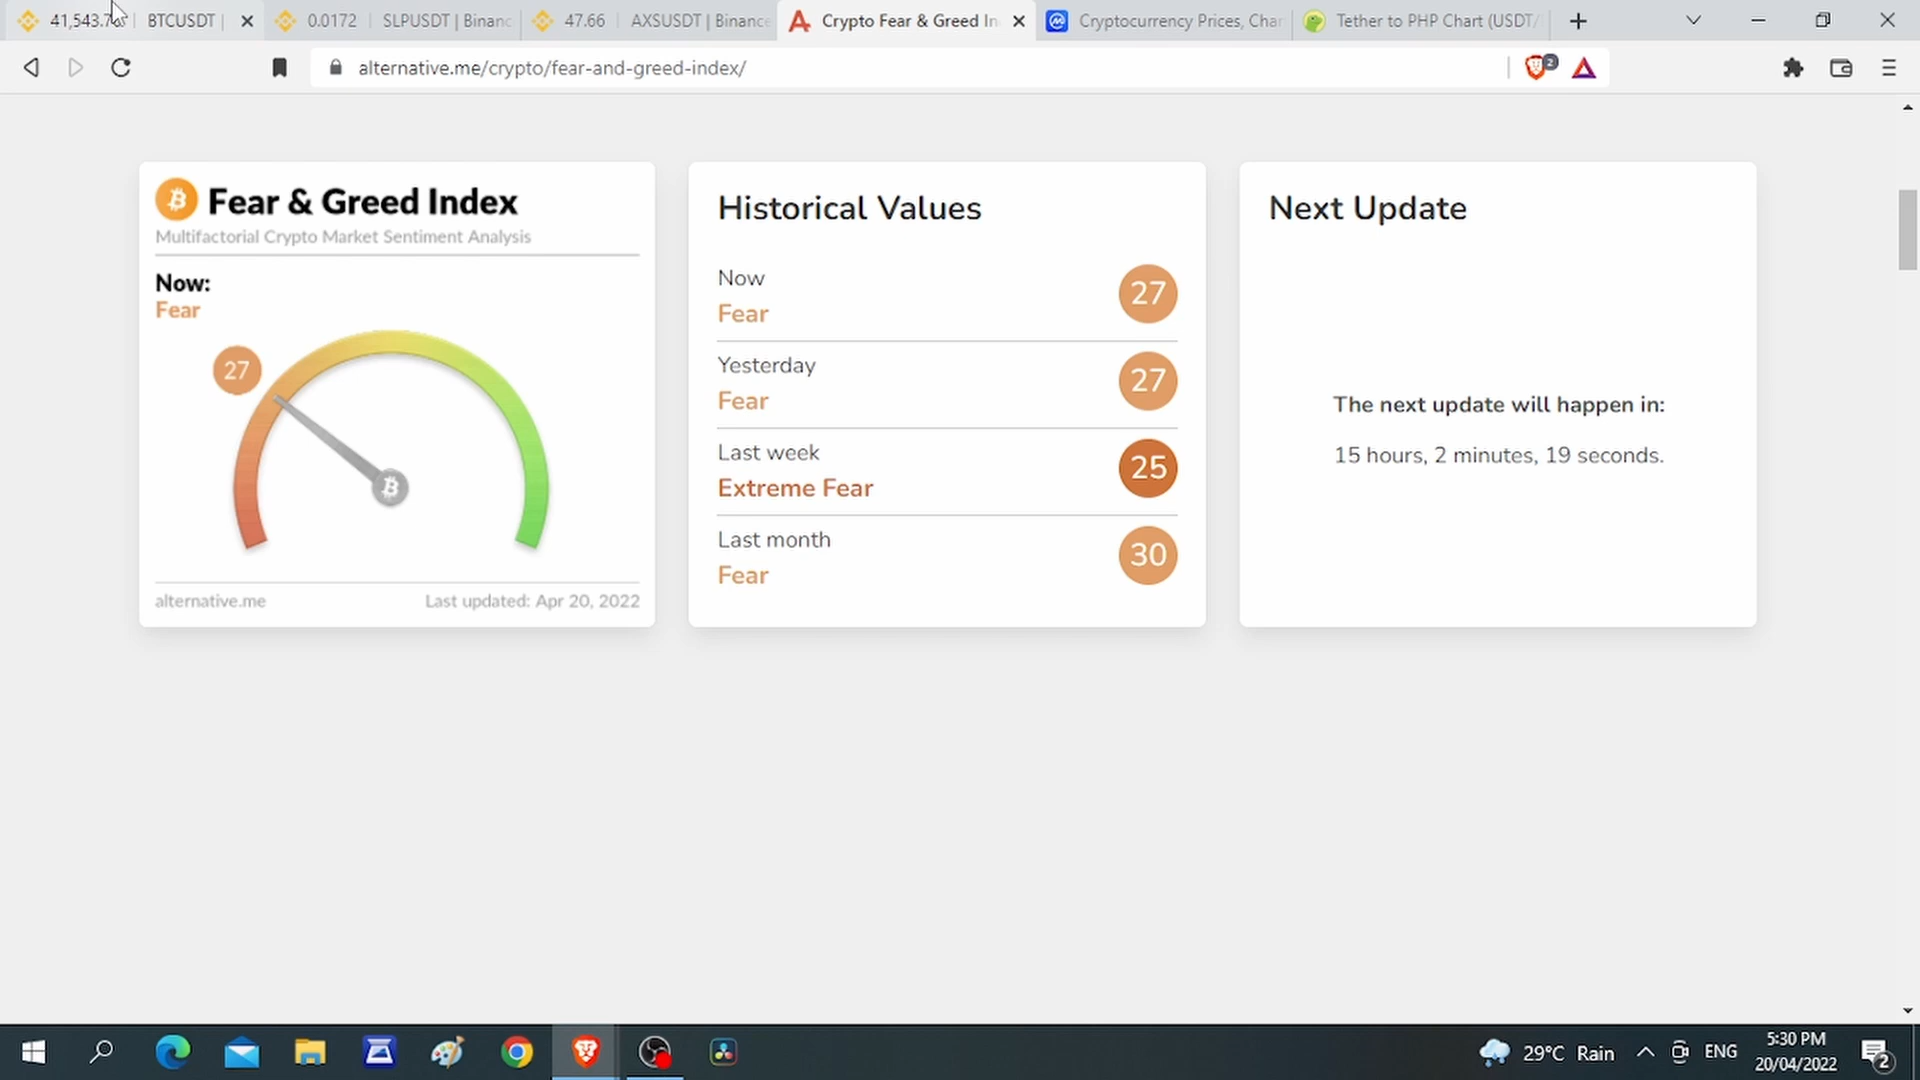 41,543.7 | BTCUSDT |
0.0172 | SLPUSDT | Binanc
47.66 | AXSUSDT | Binance
Crypto Fear & Greed In
Cryptocurrency Prices, Char
Tether to PHP Chart (USDT/
alternative.me/crypto/fear-and-greed-index/
2
Fear & Greed Index
Multifactorial Crypto Market Sentiment Analysis
Now:
Fear
27
alternative.me
Last updated: Apr 20, 2022
Historical Values
Now
Fear
27
Yesterday
Fear
27
Last week
Extreme Fear
25
Last month
Fear
30
Next Update
The next update will happen in:
15 hours, 2 minutes, 19 seconds.
29°C Rain
ENG
5:30 PM
20/04/2022
2